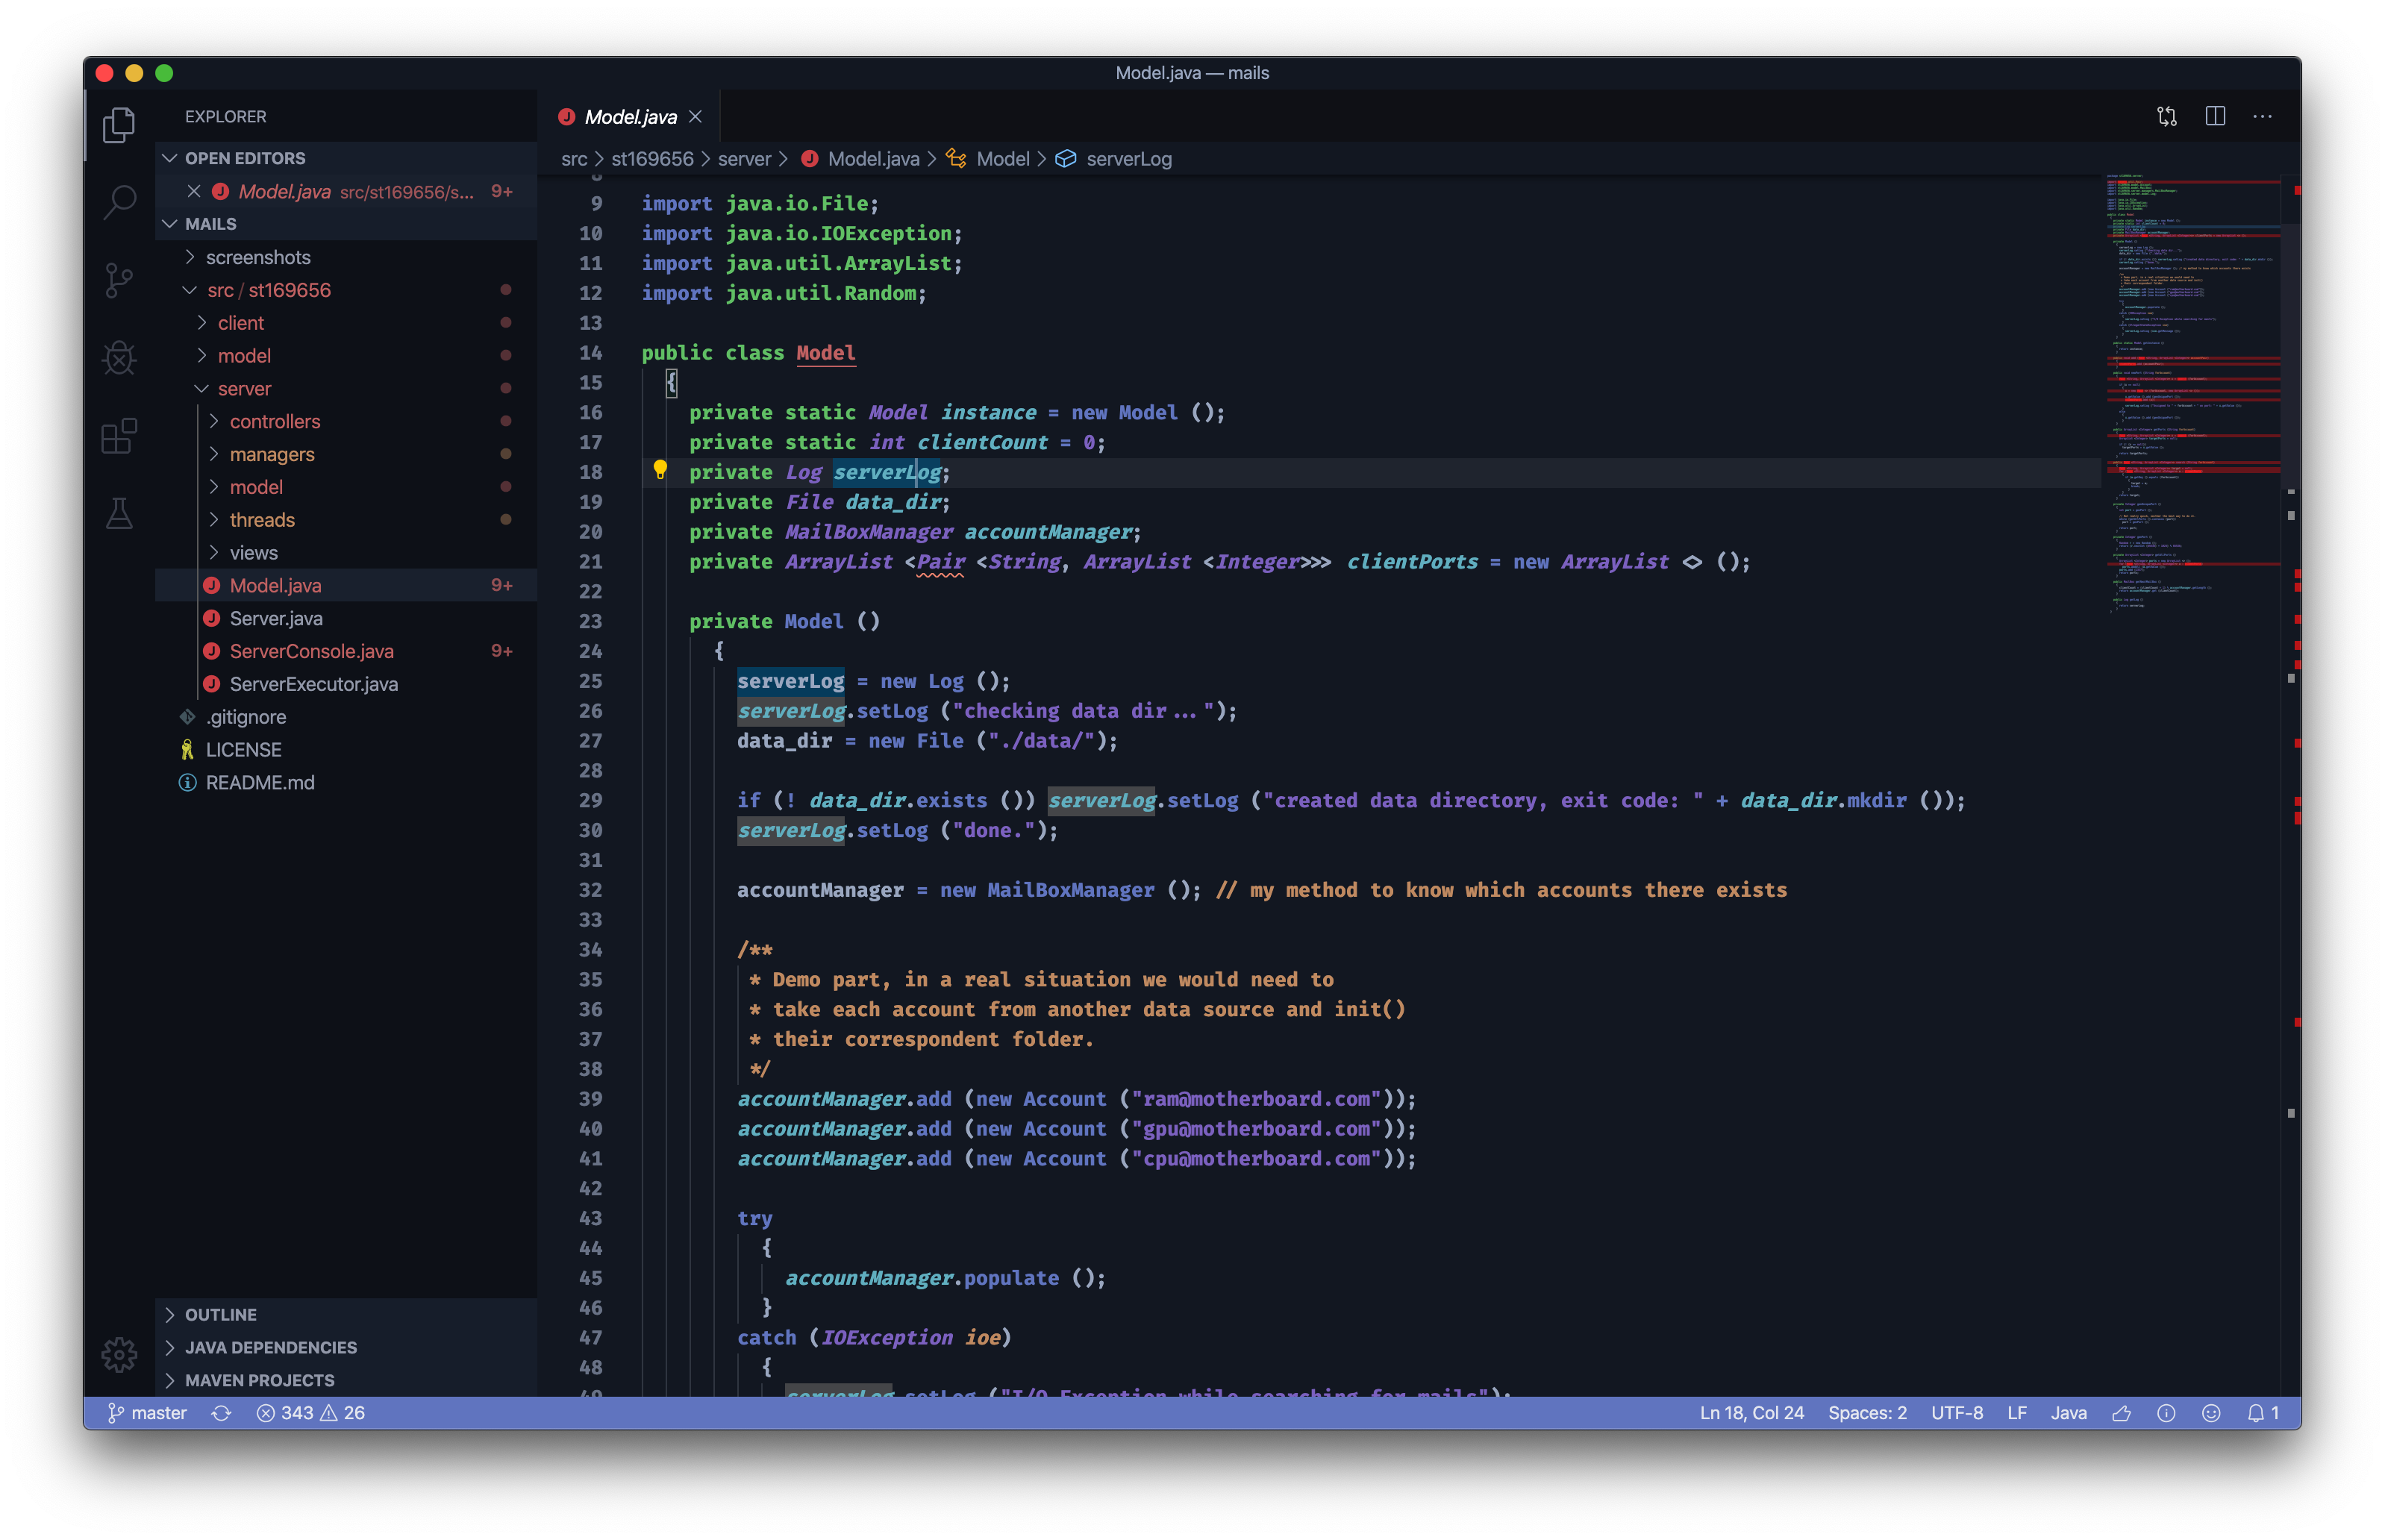 Model.java — mails
EXPLORER
OPEN EDITORS
Model.java src/st169656/s... 9+
MAILS
screenshots
src / st169656
client
model
server
controllers
managers
model
threads
views
Model.java 9+
Server.java
ServerConsole.java 9+
ServerExecutor.java
.gitignore
LICENSE
README.md
OUTLINE
JAVA DEPENDENCIES
MAVEN PROJECTS
Model.java
src > st169656 > server > Model.java > Model > serverLog
8
9 import java.io.File;
10 import java.io.IOException;
11 import java.util.ArrayList;
12 import java.util.Random;
13
14 public class Model
15 {
16 private static Model instance = new Model ();
17 private static int clientCount = 0;
18 private Log serverLog;
19 private File data_dir;
20 private MailBoxManager accountManager;
21 private ArrayList <Pair <String, ArrayList <Integer>>> clientPorts = new ArrayList <> ();
22
23 private Model ()
24 {
25 serverLog = new Log ();
26 serverLog.setLog ("checking data dir...");
27 data_dir = new File ("./data/");
28
29 if (! data_dir.exists ()) serverLog.setLog ("created data directory, exit code: " + data_dir.mkdir ());
30 serverLog.setLog ("done.");
31
32 accountManager = new MailBoxManager (); // my method to know which accounts there exists
33
34 /**
35 * Demo part, in a real situation we would need to
36 * take each account from another data source and init()
37 * their correspondent folder.
38 */
39 accountManager.add (new Account ("ram@motherboard.com"));
40 accountManager.add (new Account ("gpu@motherboard.com"));
41 accountManager.add (new Account ("cpu@motherboard.com"));
42
43 try
44 {
45 accountManager.populate ();
46 }
47 catch (IOException ioe)
48 {
49 serverLog.setLog ("I/O Exception while searching for mails");
master 343 26
Ln 18, Col 24 Spaces: 2 UTF-8 LF Java 1